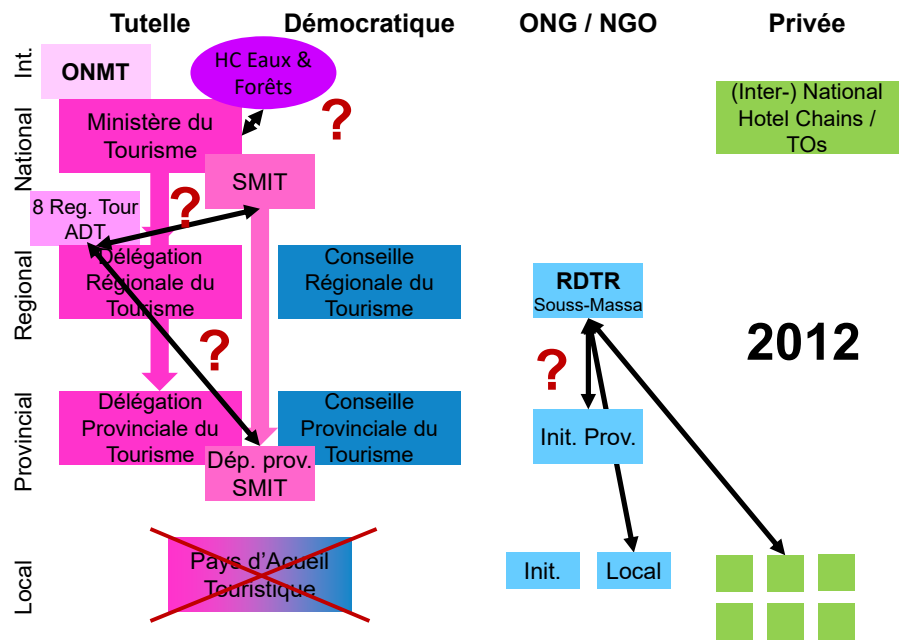 Tutelle
Démocratique
ONG / NGO
Privée
Int.
ONMT
HC Eaux &
Forêts
?
(Inter-) National
Hotel Chains /
TOs
National
Ministère du
Tourisme
SMIT
?
8 Reg. Tour
ADT
Regional
Délégation
Régionale du
Tourisme
Conseille
Régionale du
Tourisme
RDTR
Souss-Massa
2012
?
?
Provincial
Délégation
Provinciale du
Tourisme
Conseille
Provinciale du
Tourisme
Init. Prov.
Dép. prov.
SMIT
Local
Pays d’Acueil
Touristique
Init.
Local